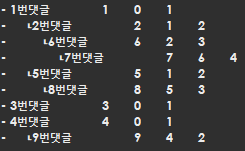 - 1번댓글 1 0 1
- ㄴ2번댓글 2 1 2
- ㄴ6번댓글 6 2 3
- ㄴ7번댓글 7 6 4
- ㄴ5번댓글 5 1 2
- ㄴ8번댓글 8 5 3
- 3번댓글 3 0 1
- 4번댓글 4 0 1
- ㄴ9번댓글 9 4 2